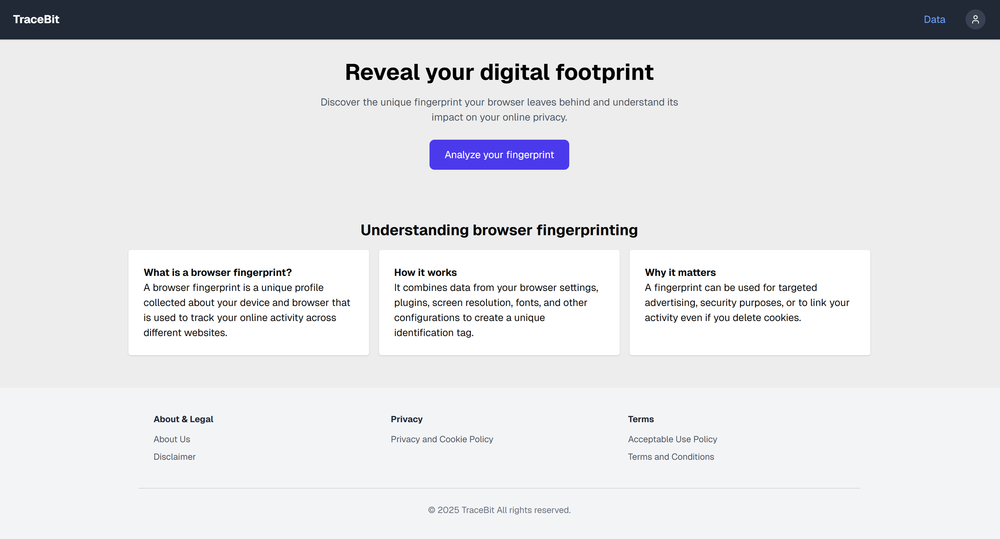 TraceBit
Data
Reveal your digital footprint
Discover the unique fingerprint your browser leaves behind and understand its
impact on your online privacy.
Analyze your fingerprint
Understanding browser fingerprinting
What is a browser fingerprint?
A browser fingerprint is a unique profile
collected about your device and browser that
is used to track your online activity across
different websites.
How it works
It combines data from your browser settings,
plugins, screen resolution, fonts, and other
configurations to create a unique
identification tag.
Why it matters
A fingerprint can be used for targeted
advertising, security purposes, or to link your
activity even if you delete cookies.
About & Legal
About Us
Disclaimer
Privacy
Privacy and Cookie Policy
Terms
Acceptable Use Policy
Terms and Conditions
© 2025 TraceBit All rights reserved.